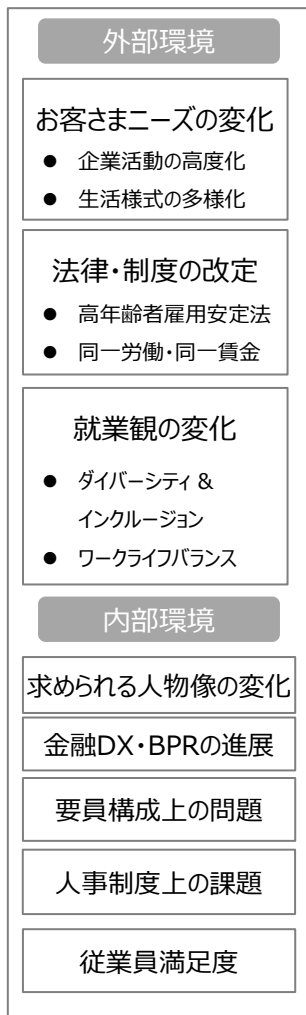 外部環境
お客さまニーズの変化
● 企業活動の高度化
● 生活様式の多様化
法律・制度の改定
● 高年齢者雇用安定法
● 同一労働・同一賃金
就業観の変化
● ダイバーシティ &
インクルージョン
● ワークライフバランス
内部環境
求められる人物像の変化
金融DX・BPRの進展
要員構成上の問題
人事制度上の課題
従業員満足度